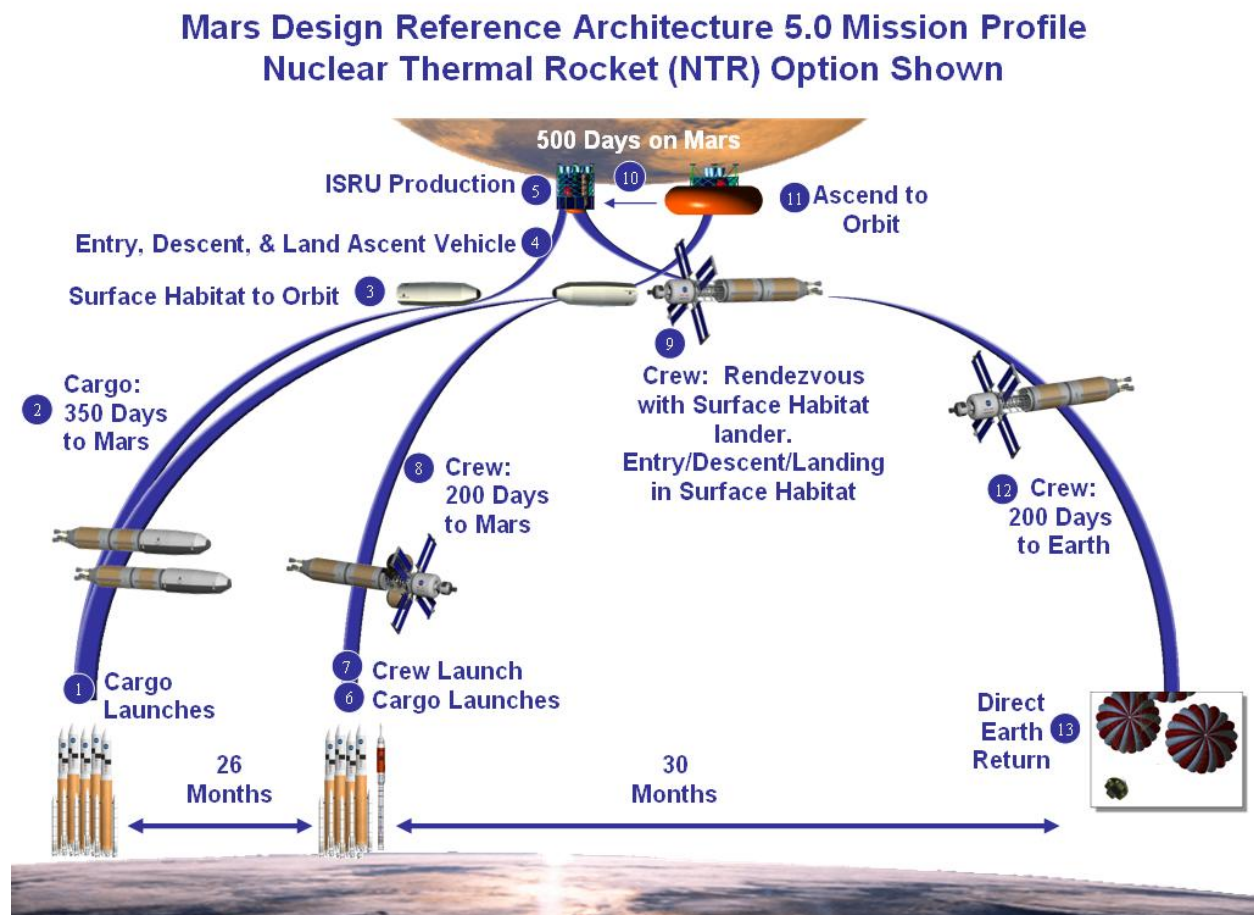 Mars Design Reference Architecture 5.0 Mission Profile
Nuclear Thermal Rocket (NTR) Option Shown
500 Days on Mars
ISRU Production
5
10
11
Ascend to
Orbit
Entry, Descent, & Land Ascent Vehicle
4
Surface Habitat to Orbit
3
9
Crew: Rendezvous
with Surface Habitat
lander.
Entry/Descent/Landing
in Surface Habitat
2
Cargo:
350 Days
to Mars
8
Crew:
200 Days
to Mars
12
Crew:
200 Days
to Earth
1
Cargo
Launches
7
Crew Launch
6
Cargo Launches
Direct
Earth
Return
13
26
Months
30
Months